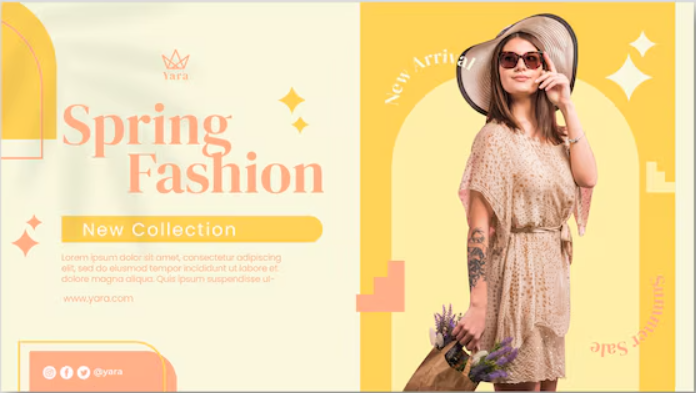 Yara
Spring
Fashion
New Collection
Lorem ipsum dolor sit amet, consectetur adipiscing
elit, sed do eiusmod tempor incididunt ut labore et
dolore magna aliqua. Quis ipsum suspendisse ul-
www.yara.com
@yara
New Arrival
Summer Sale